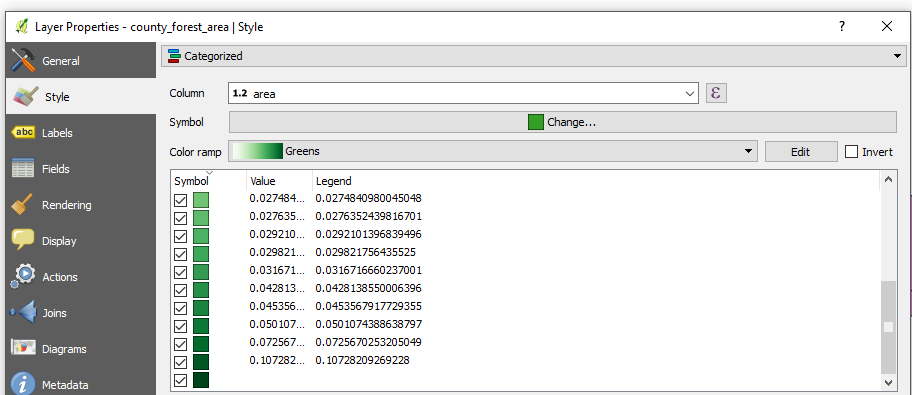 Layer Properties - county_forest_area | Style
? ×
General
Style
Labels
Fields
Rendering
Display
Actions
Joins
Diagrams
Metadata
Categorized
Column 1.2 area ε
Symbol Change...
Color ramp Greens Edit Invert
Symbol Value Legend
0.027484... 0.0274840980045048
0.027635... 0.0276352439816701
0.029210... 0.0292101396839496
0.029821... 0.029821756435525
0.031671... 0.0316716660237001
0.042813... 0.0428138550006396
0.045356... 0.0453567917729355
0.050107... 0.0501074388638797
0.072567... 0.0725670253205049
0.107282... 0.10728209269228